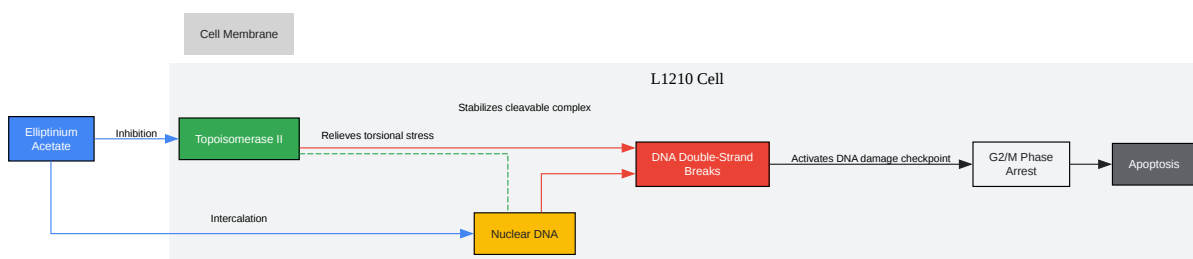 Cell Membrane
L1210 Cell
Stabilizes cleavable complex
Elliptinium
Acetate
Inhibition
Topoisomerase II
Relieves torsional stress
DNA Double-Strand
Breaks
Activates DNA damage checkpoint
G2/M Phase
Arrest
Apoptosis
Intercalation
Nuclear DNA